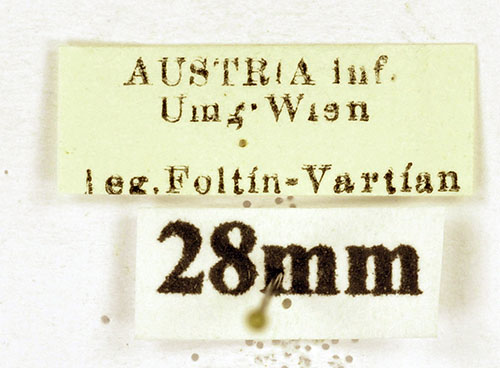 AUSTRIA inf.
Umg. Wien
leg. Foltin-Vartian
28mm